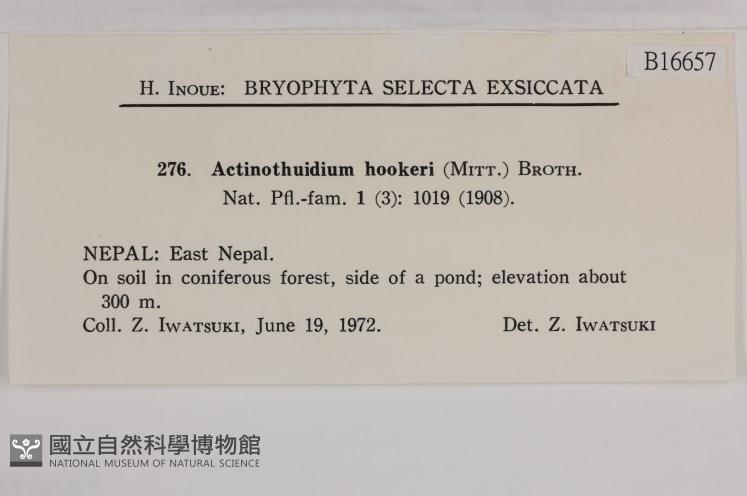 B16657
H. INOUE: BRYOPHYTA SELECTA EXSICCATA
276. Actinothuidium hookeri (MITT.) BROTH.
Nat. Pfl.-fam. 1 (3): 1019 (1908).
NEPAL: East Nepal.
On soil in coniferous forest, side of a pond; elevation about
300 m.
Coll. Z. IWATSUKI, June 19, 1972. Det. Z. IWATSUKI
國立自然科學博物館
NATIONAL MUSEUM OF NATURAL SCIENCE